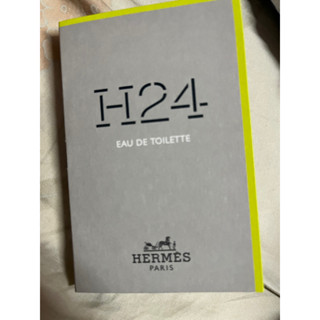 H24
EAU DE TOILETTE
HERMÈS
PARIS